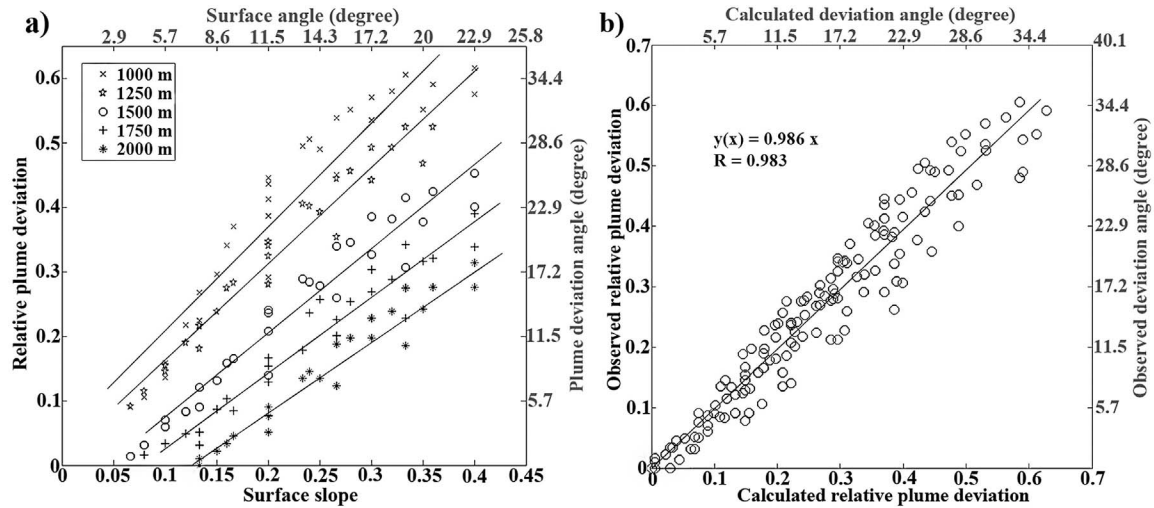 a)
Surface angle (degree)
2.9 5.7 8.6 11.5 14.3 17.2 20 22.9 25.8
Relative plume deviation
0.6
0.5
0.4
0.3
0.2
0.1
0
1000 m
1250 m
1500 m
1750 m
2000 m
34.4
28.6
22.9
17.2
11.5
5.7
Plume deviation angle (degree)
0 0.05 0.1 0.15 0.2 0.25 0.3 0.35 0.4 0.45
Surface slope
b)
Calculated deviation angle (degree)
5.7 11.5 17.2 22.9 28.6 34.4
Observed relative plume deviation
0.7
0.6
0.5
0.4
0.3
0.2
0.1
0
y(x) = 0.986 x
R = 0.983
40.1
34.4
28.6
22.9
17.2
11.5
5.7
Observed deviation angle (degree)
0 0.1 0.2 0.3 0.4 0.5 0.6 0.7
Calculated relative plume deviation